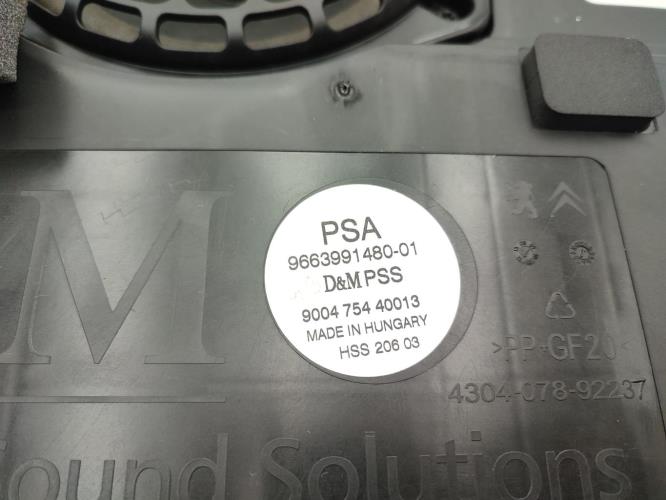 M
PSA
9663991480-01
D&M PSS
9004 754 40013
MADE IN HUNGARY
HSS 206 03
>PP+GF20
4304-078-92237
Sound Solutions